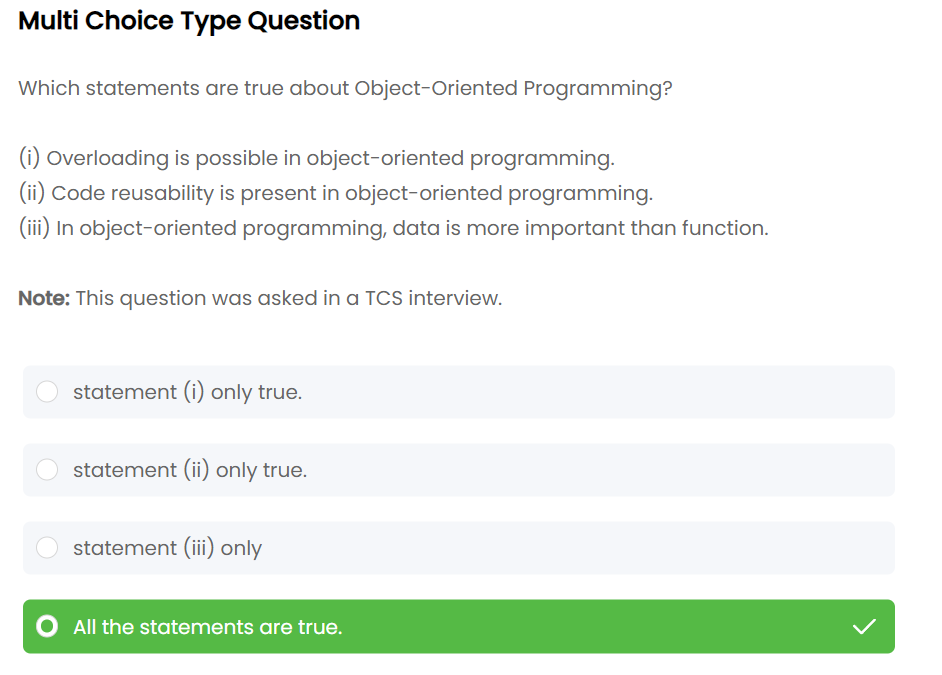 Multi Choice Type Question
Which statements are true about Object-Oriented Programming?
(i) Overloading is possible in object-oriented programming.
(ii) Code reusability is present in object-oriented programming.
(iii) In object-oriented programming, data is more important than function.
Note: This question was asked in a TCS interview.
statement (i) only true.
statement (ii) only true.
statement (iii) only
All the statements are true.